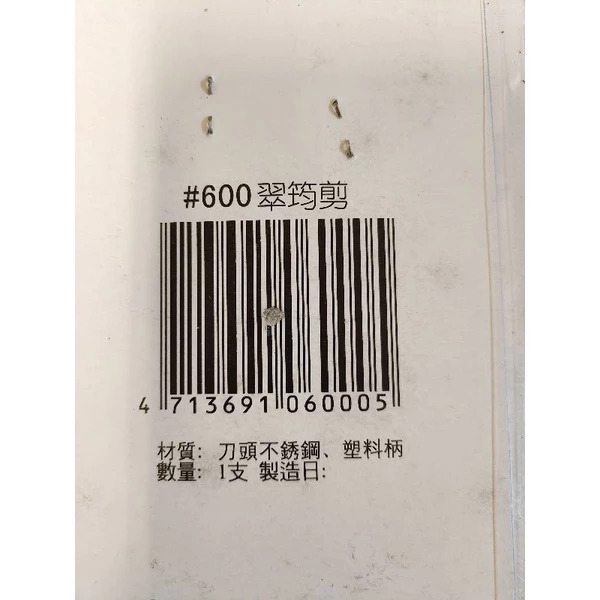 #600翠筠剪
4 713691 060005
材質: 刀頭不銹鋼、塑料柄
數量: 1支 製造日: